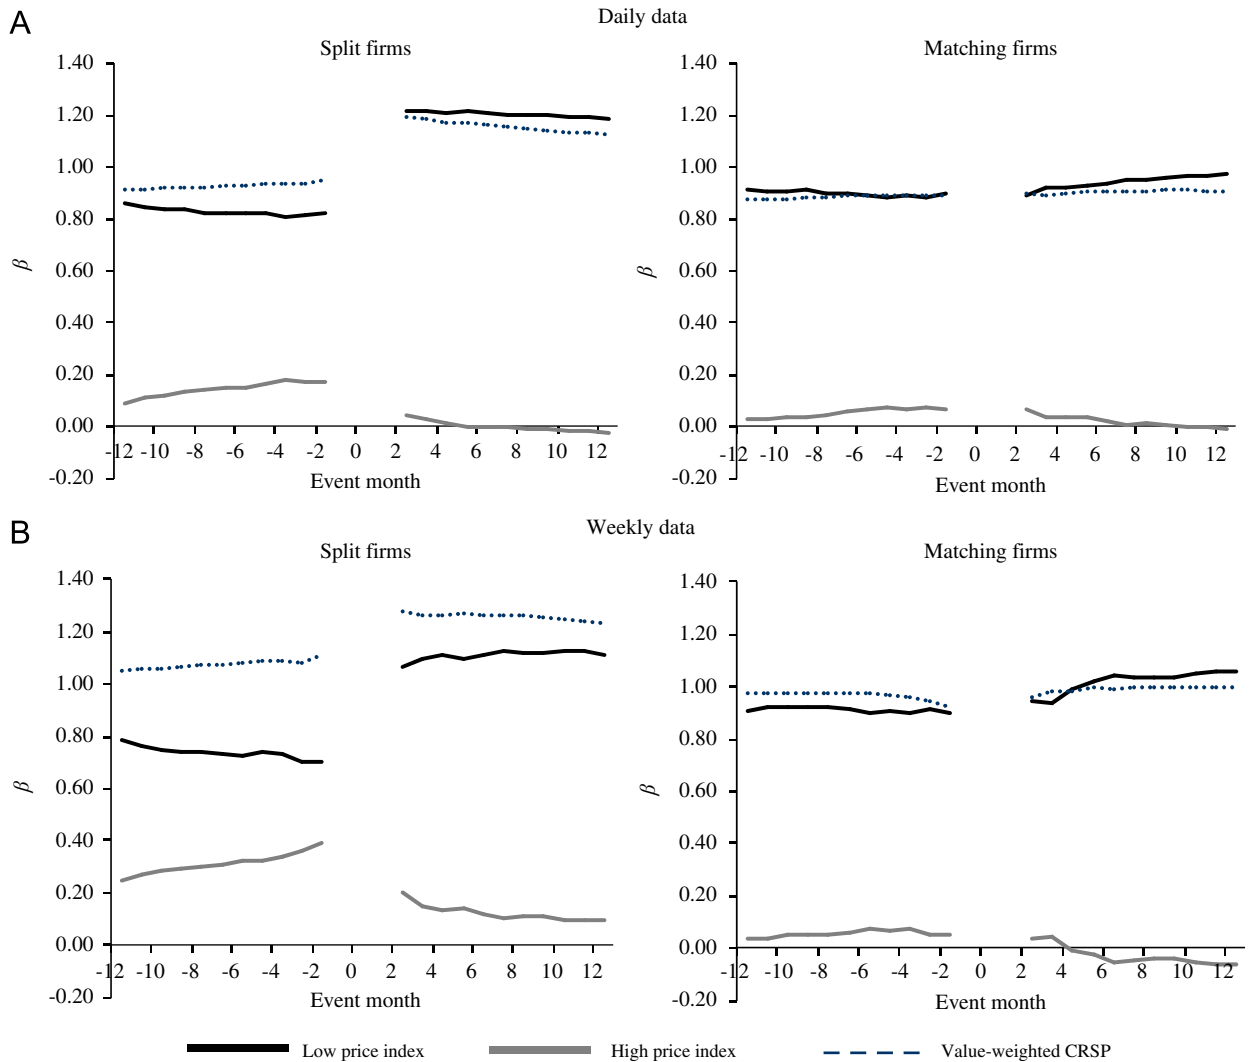 A
Daily data
Split firms
Matching firms
1.40
1.20
1.00
0.80
0.60
0.40
0.20
0.00
-0.20
β
-12 -10 -8 -6 -4 -2 0 2 4 6 8 10 12
Event month
1.40
1.20
1.00
0.80
0.60
0.40
0.20
0.00
-0.20
β
-12 -10 -8 -6 -4 -2 0 2 4 6 8 10 12
Event month
B
Weekly data
Split firms
Matching firms
1.40
1.20
1.00
0.80
0.60
0.40
0.20
0.00
-0.20
β
-12 -10 -8 -6 -4 -2 0 2 4 6 8 10 12
Event month
1.40
1.20
1.00
0.80
0.60
0.40
0.20
0.00
-0.20
β
-12 -10 -8 -6 -4 -2 0 2 4 6 8 10 12
Event month
Low price index
High price index
Value-weighted CRSP